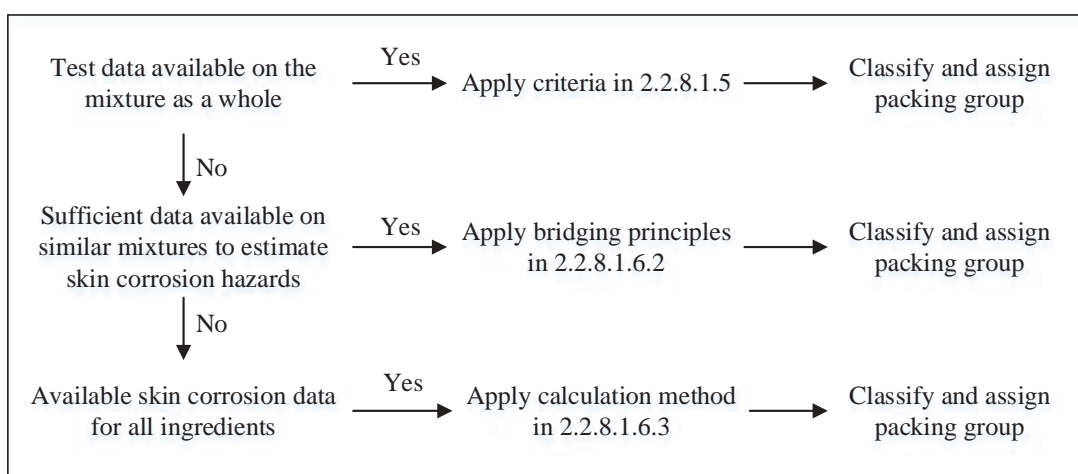 Test data available on the
mixture as a whole
Yes
Apply criteria in 2.2.8.1.5
Classify and assign
packing group
No
Sufficient data available on
similar mixtures to estimate
skin corrosion hazards
Yes
Apply bridging principles
in 2.2.8.1.6.2
Classify and assign
packing group
No
Available skin corrosion data
for all ingredients
Yes
Apply calculation method
in 2.2.8.1.6.3
Classify and assign
packing group